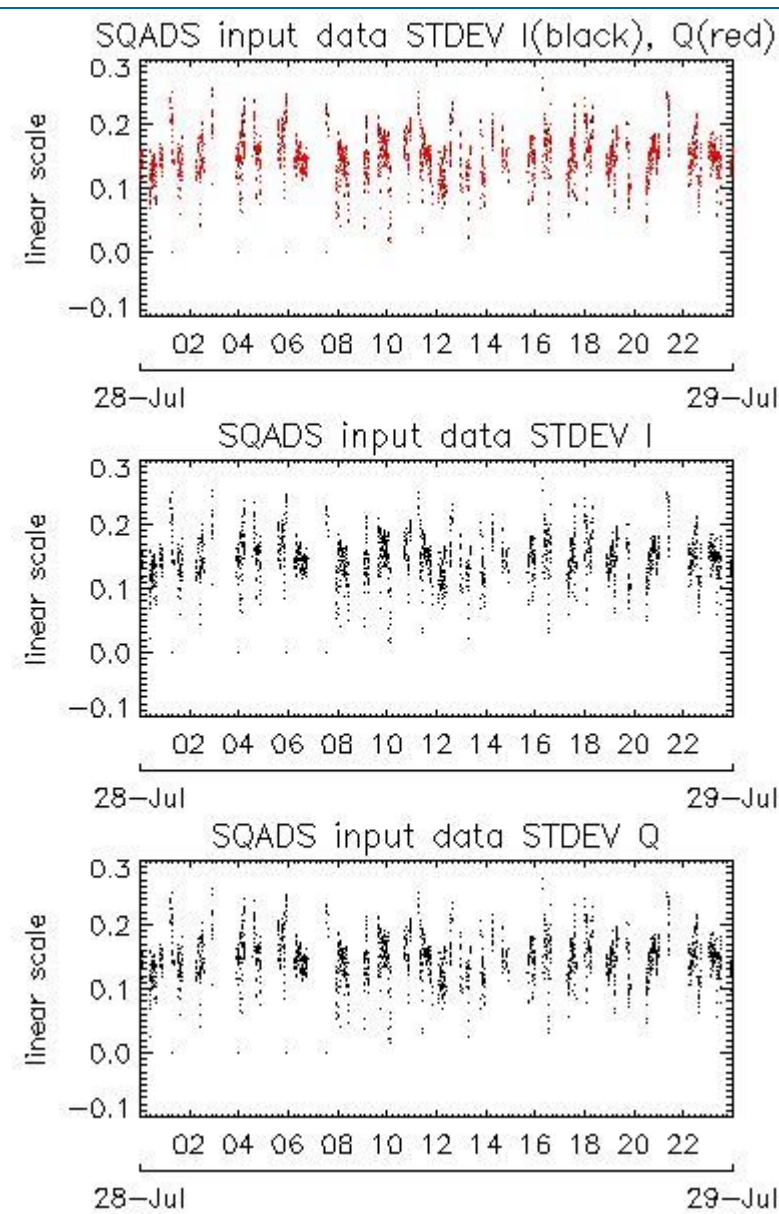 SQADS input data STDEV I(black), Q(red)
0.3
0.2
0.1
0.0
-0.1
linear scale
02 04 06 08 10 12 14 16 18 20 22
28-Jul 29-Jul
SQADS input data STDEV I
0.3
0.2
0.1
0.0
-0.1
linear scale
02 04 06 08 10 12 14 16 18 20 22
28-Jul 29-Jul
SQADS input data STDEV Q
0.3
0.2
0.1
0.0
-0.1
linear scale
02 04 06 08 10 12 14 16 18 20 22
28-Jul 29-Jul